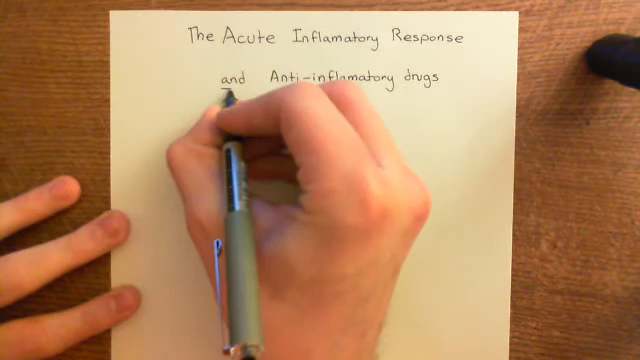 The Acute Inflamatory Response
and Anti-inflamatory drugs